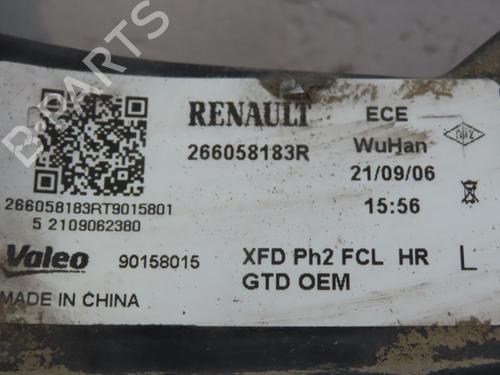 RENAULT
ECE
266058183R
WuHan
21/09/06
15:56
266058183RT9015801
5 2109062380
Valeo
90158015
XFD Ph2 FCL HR
GTD OEM
L
MADE IN CHINA
B-PARTS